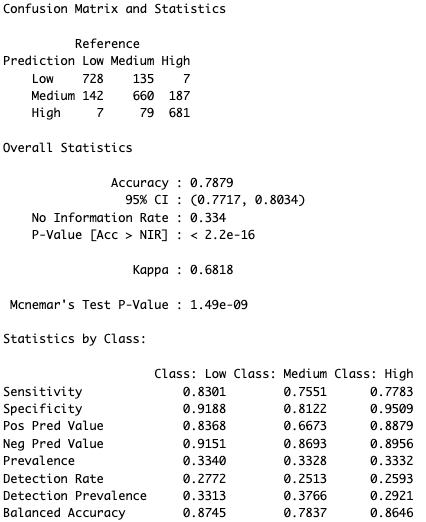 Confusion Matrix and Statistics
Reference
Prediction Low Medium High
Low 728 135 7
Medium 142 660 187
High 7 79 681
Overall Statistics
Accuracy : 0.7879
95% CI : (0.7717, 0.8034)
No Information Rate : 0.334
P-Value [Acc > NIR] : < 2.2e-16
Kappa : 0.6818
Mcnemar's Test P-Value : 1.49e-09
Statistics by Class:
Class: Low Class: Medium Class: High
Sensitivity 0.8301 0.7551 0.7783
Specificity 0.9188 0.8122 0.9509
Pos Pred Value 0.8368 0.6673 0.8879
Neg Pred Value 0.9151 0.8693 0.8956
Prevalence 0.3340 0.3328 0.3332
Detection Rate 0.2772 0.2513 0.2593
Detection Prevalence 0.3313 0.3766 0.2921
Balanced Accuracy 0.8745 0.7837 0.8646